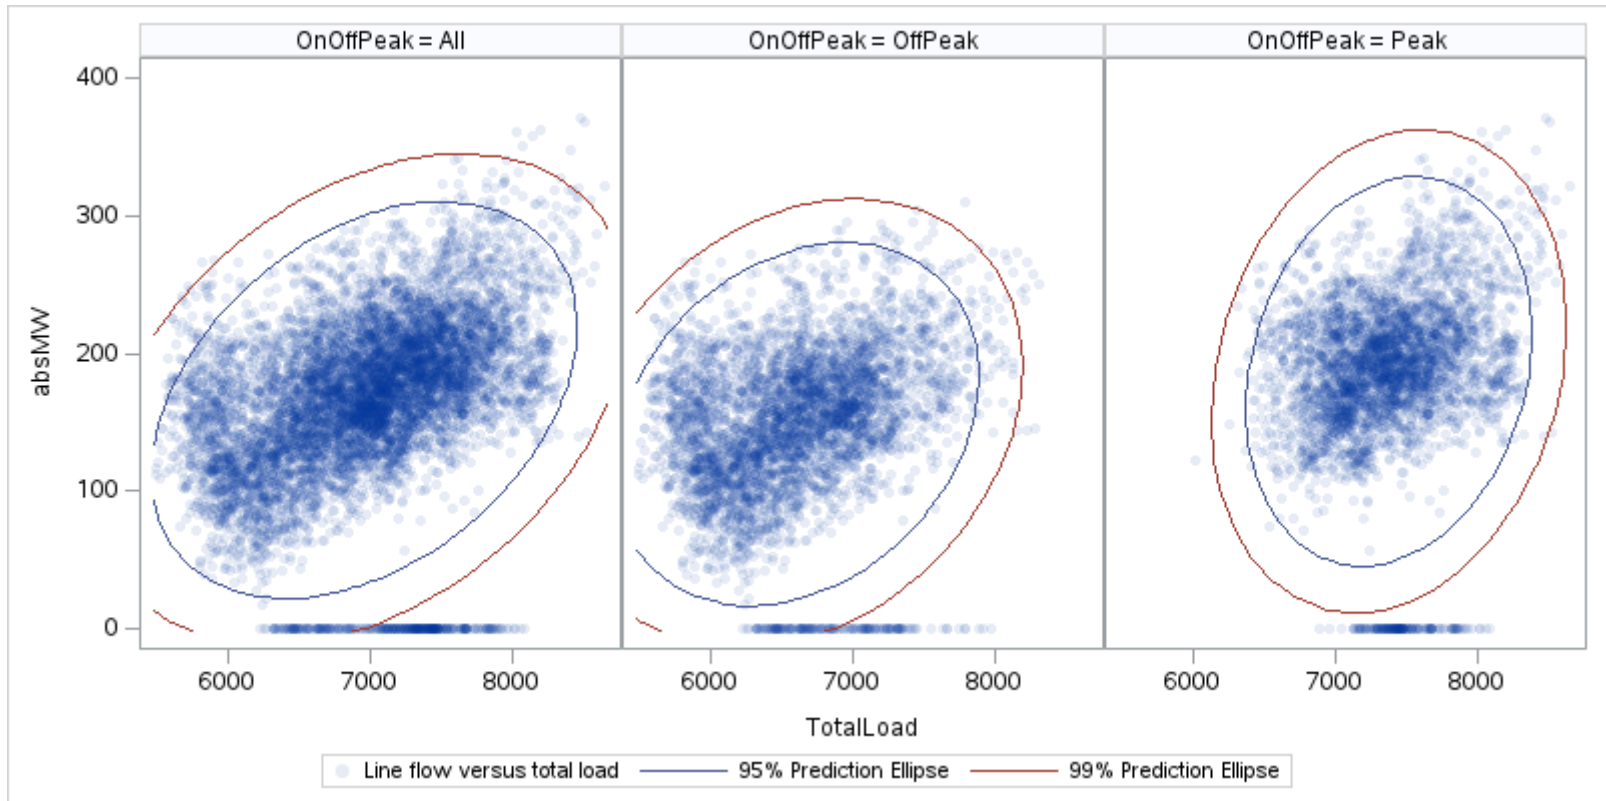 OnOffPeak = All
OnOffPeak = OffPeak
OnOffPeak = Peak
400
300
200
100
0
absMW
6000 7000 8000
6000 7000 8000
6000 7000 8000
TotalLoad
Line flow versus total load
95% Prediction Ellipse
99% Prediction Ellipse